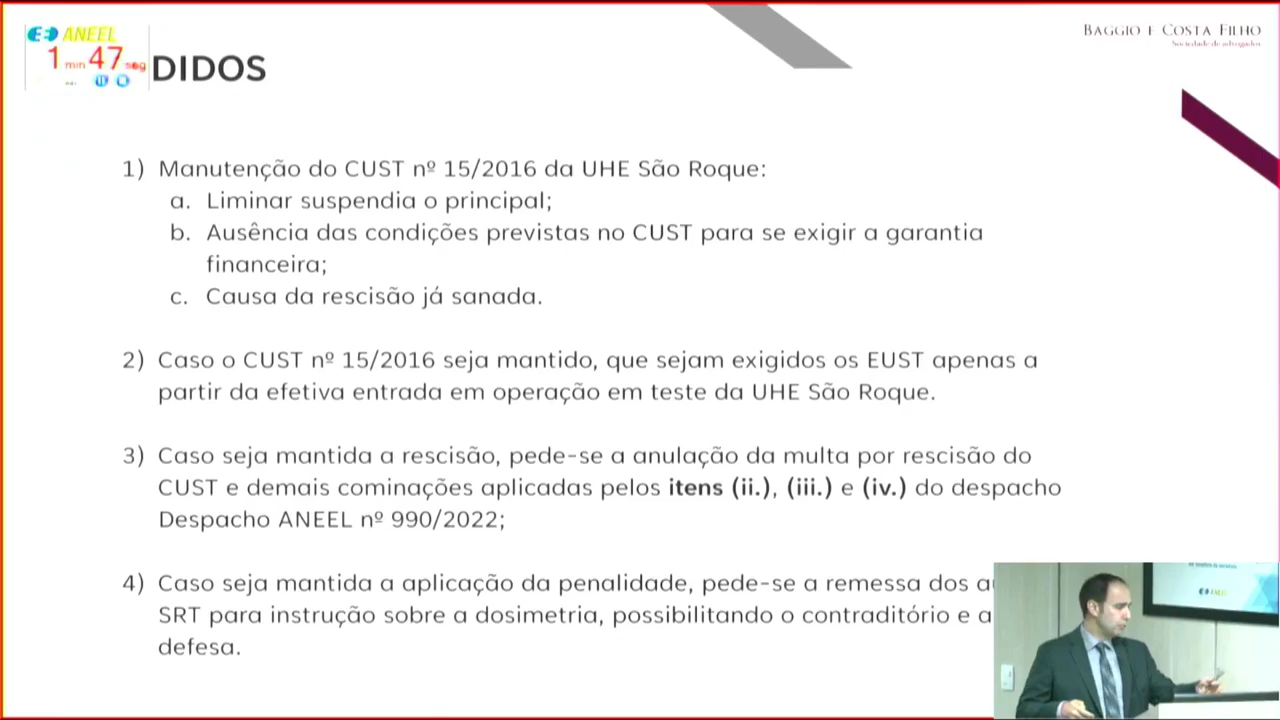 ANEEL
1 min 47 seg
DIDOS
BAGGIO E COSTA FILHO
Sociedade de advogados
1) Manutenção do CUST nº 15/2016 da UHE São Roque:
a. Liminar suspendia o principal;
b. Ausência das condições previstas no CUST para se exigir a garantia
financeira;
c. Causa da rescisão já sanada.
2) Caso o CUST nº 15/2016 seja mantido, que sejam exigidos os EUST apenas a
partir da efetiva entrada em operação em teste da UHE São Roque.
3) Caso seja mantida a rescisão, pede-se a anulação da multa por rescisão do
CUST e demais cominações aplicadas pelos itens (ii.), (iii.) e (iv.) do despacho
Despacho ANEEL nº 990/2022;
4) Caso seja mantida a aplicação da penalidade, pede-se a remessa dos
SRT para instrução sobre a dosimetria, possibilitando o contraditório e a
defesa.
ANEEL